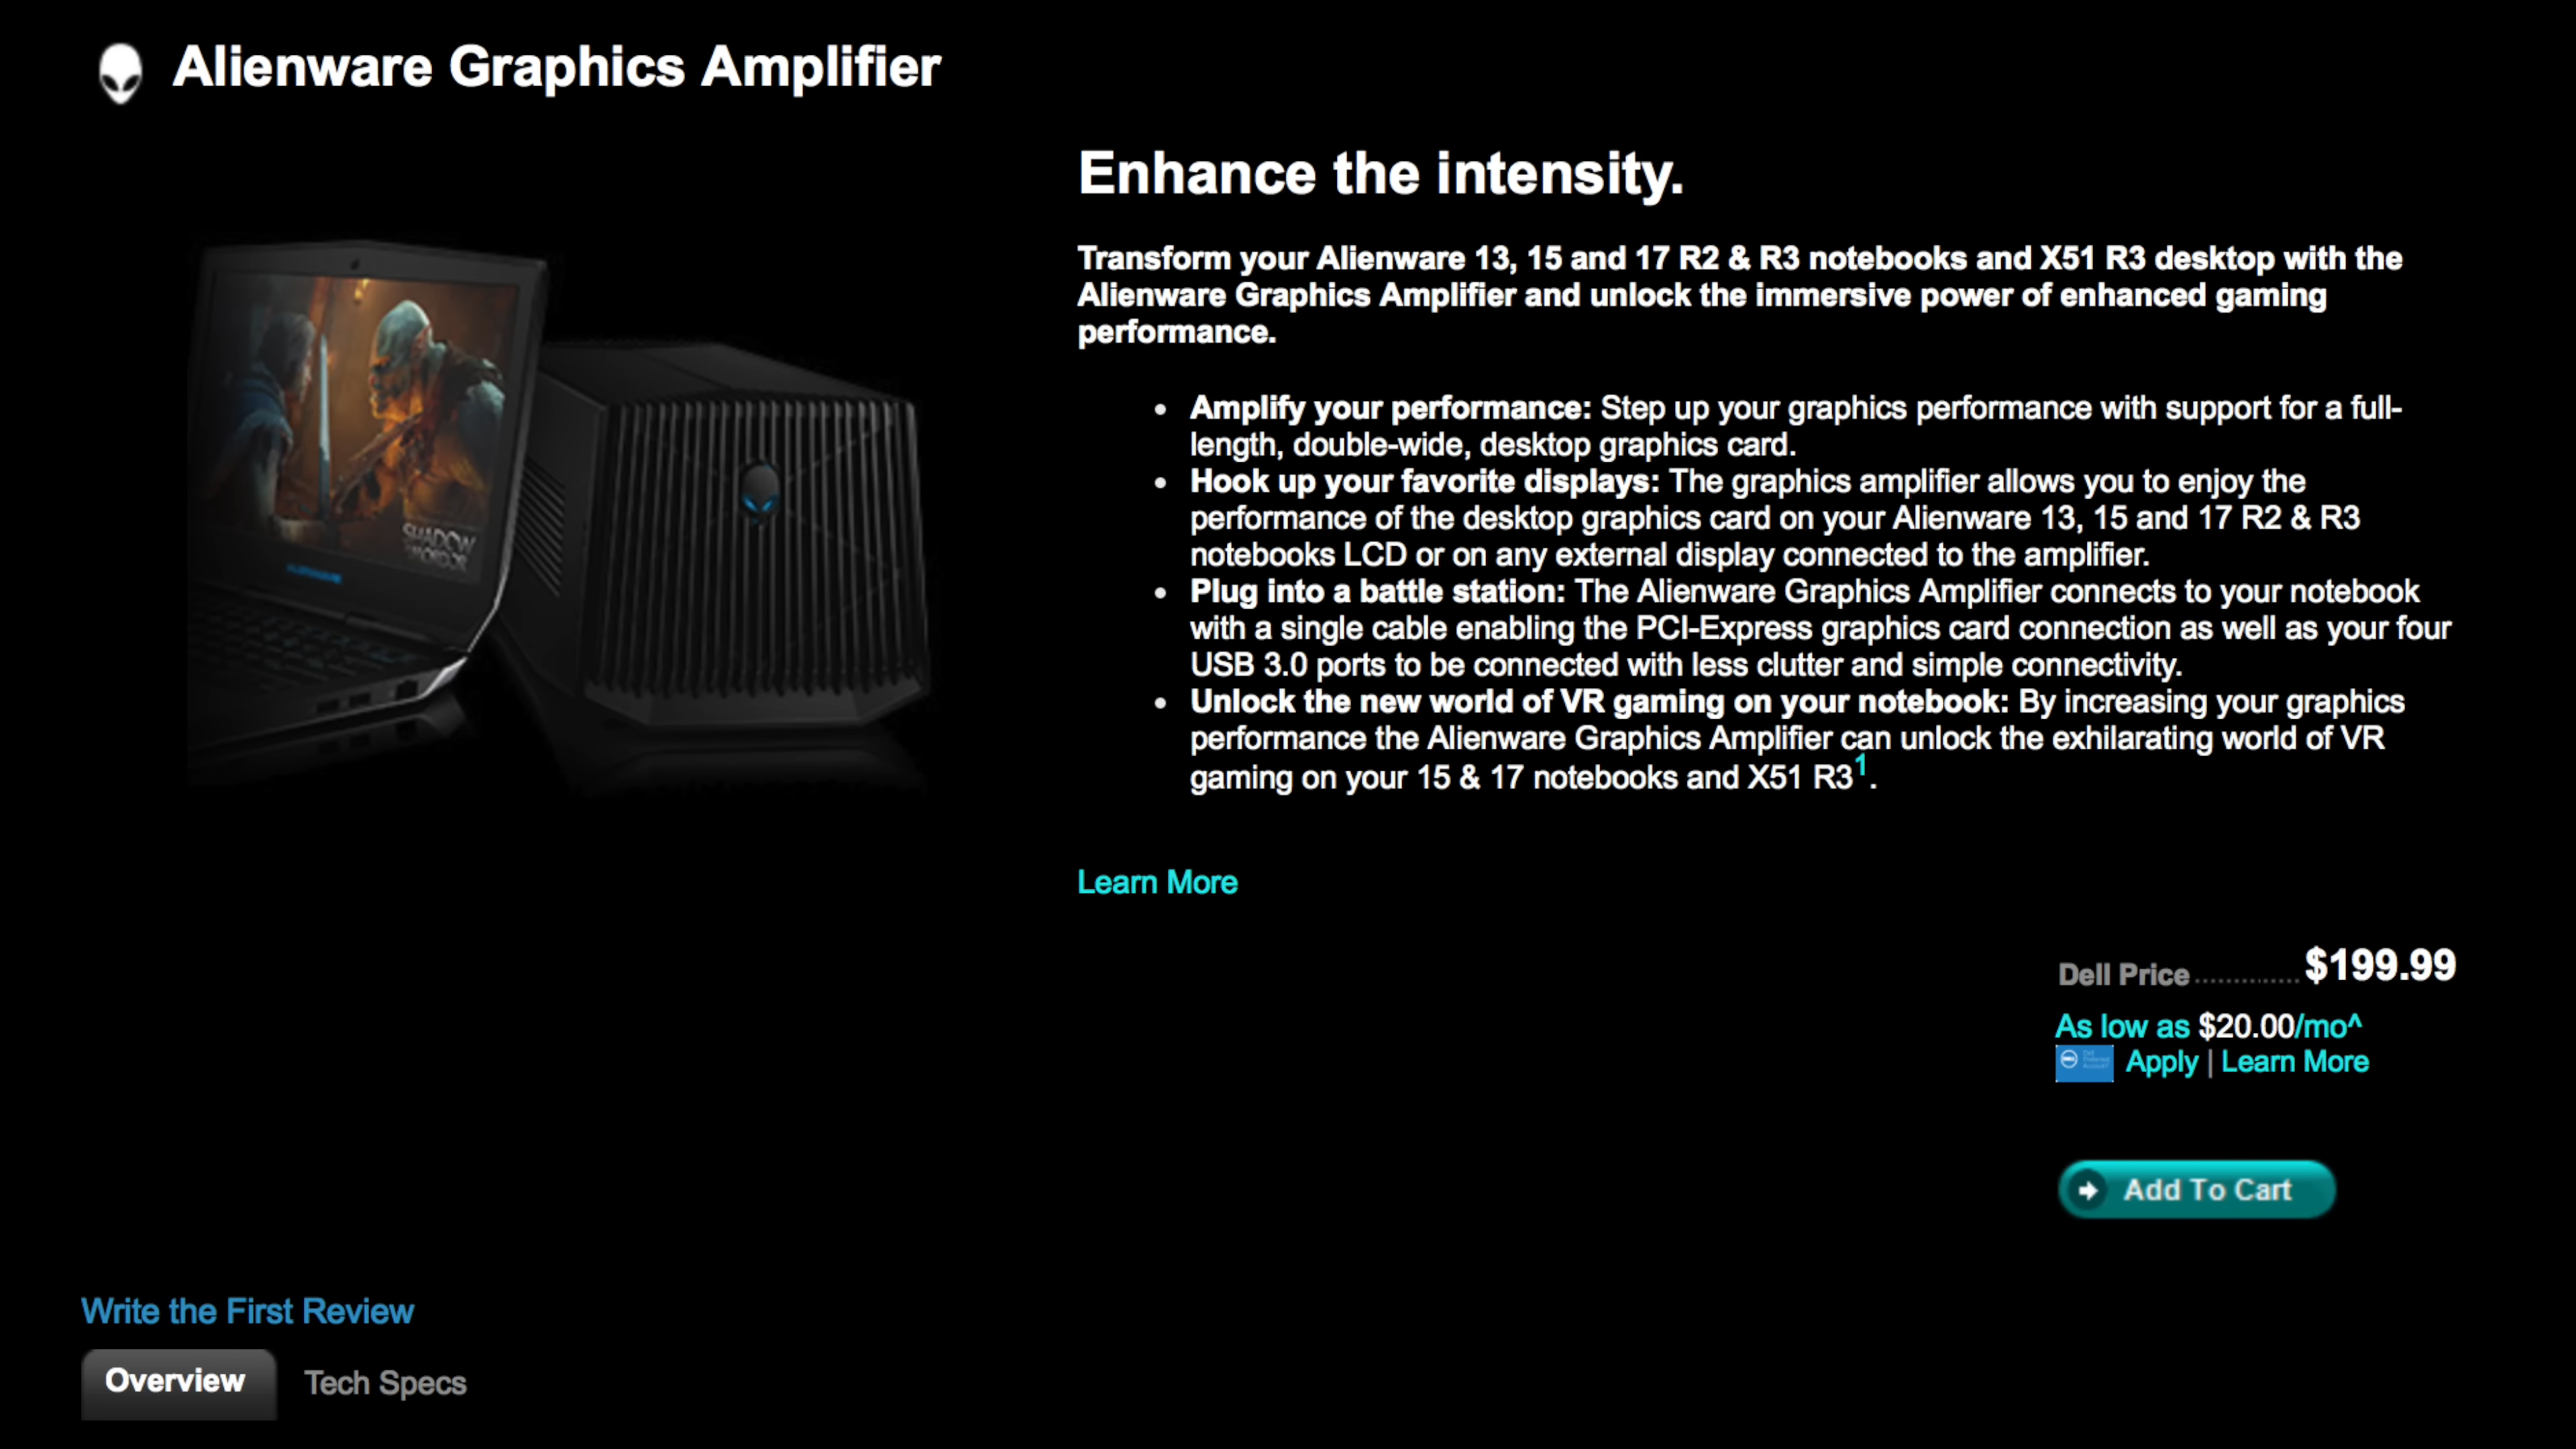 Alienware Graphics Amplifier
Enhance the intensity.
Transform your Alienware 13, 15 and 17 R2 & R3 notebooks and X51 R3 desktop with the
Alienware Graphics Amplifier and unlock the immersive power of enhanced gaming
performance.
• Amplify your performance: Step up your graphics performance with support for a full-
length, double-wide, desktop graphics card.
• Hook up your favorite displays: The graphics amplifier allows you to enjoy the
performance of the desktop graphics card on your Alienware 13, 15 and 17 R2 & R3
notebooks LCD or on any external display connected to the amplifier.
• Plug into a battle station: The Alienware Graphics Amplifier connects to your notebook
with a single cable enabling the PCI-Express graphics card connection as well as your four
USB 3.0 ports to be connected with less clutter and simple connectivity.
• Unlock the new world of VR gaming on your notebook: By increasing your graphics
performance the Alienware Graphics Amplifier can unlock the exhilarating world of VR
gaming on your 15 & 17 notebooks and X51 R3¹.
SHADOW
MORDOR
ALIENWARE
Learn More
Dell Price.............$199.99
As low as $20.00/mo^
Apply | Learn More
Add To Cart
Write the First Review
Overview Tech Specs